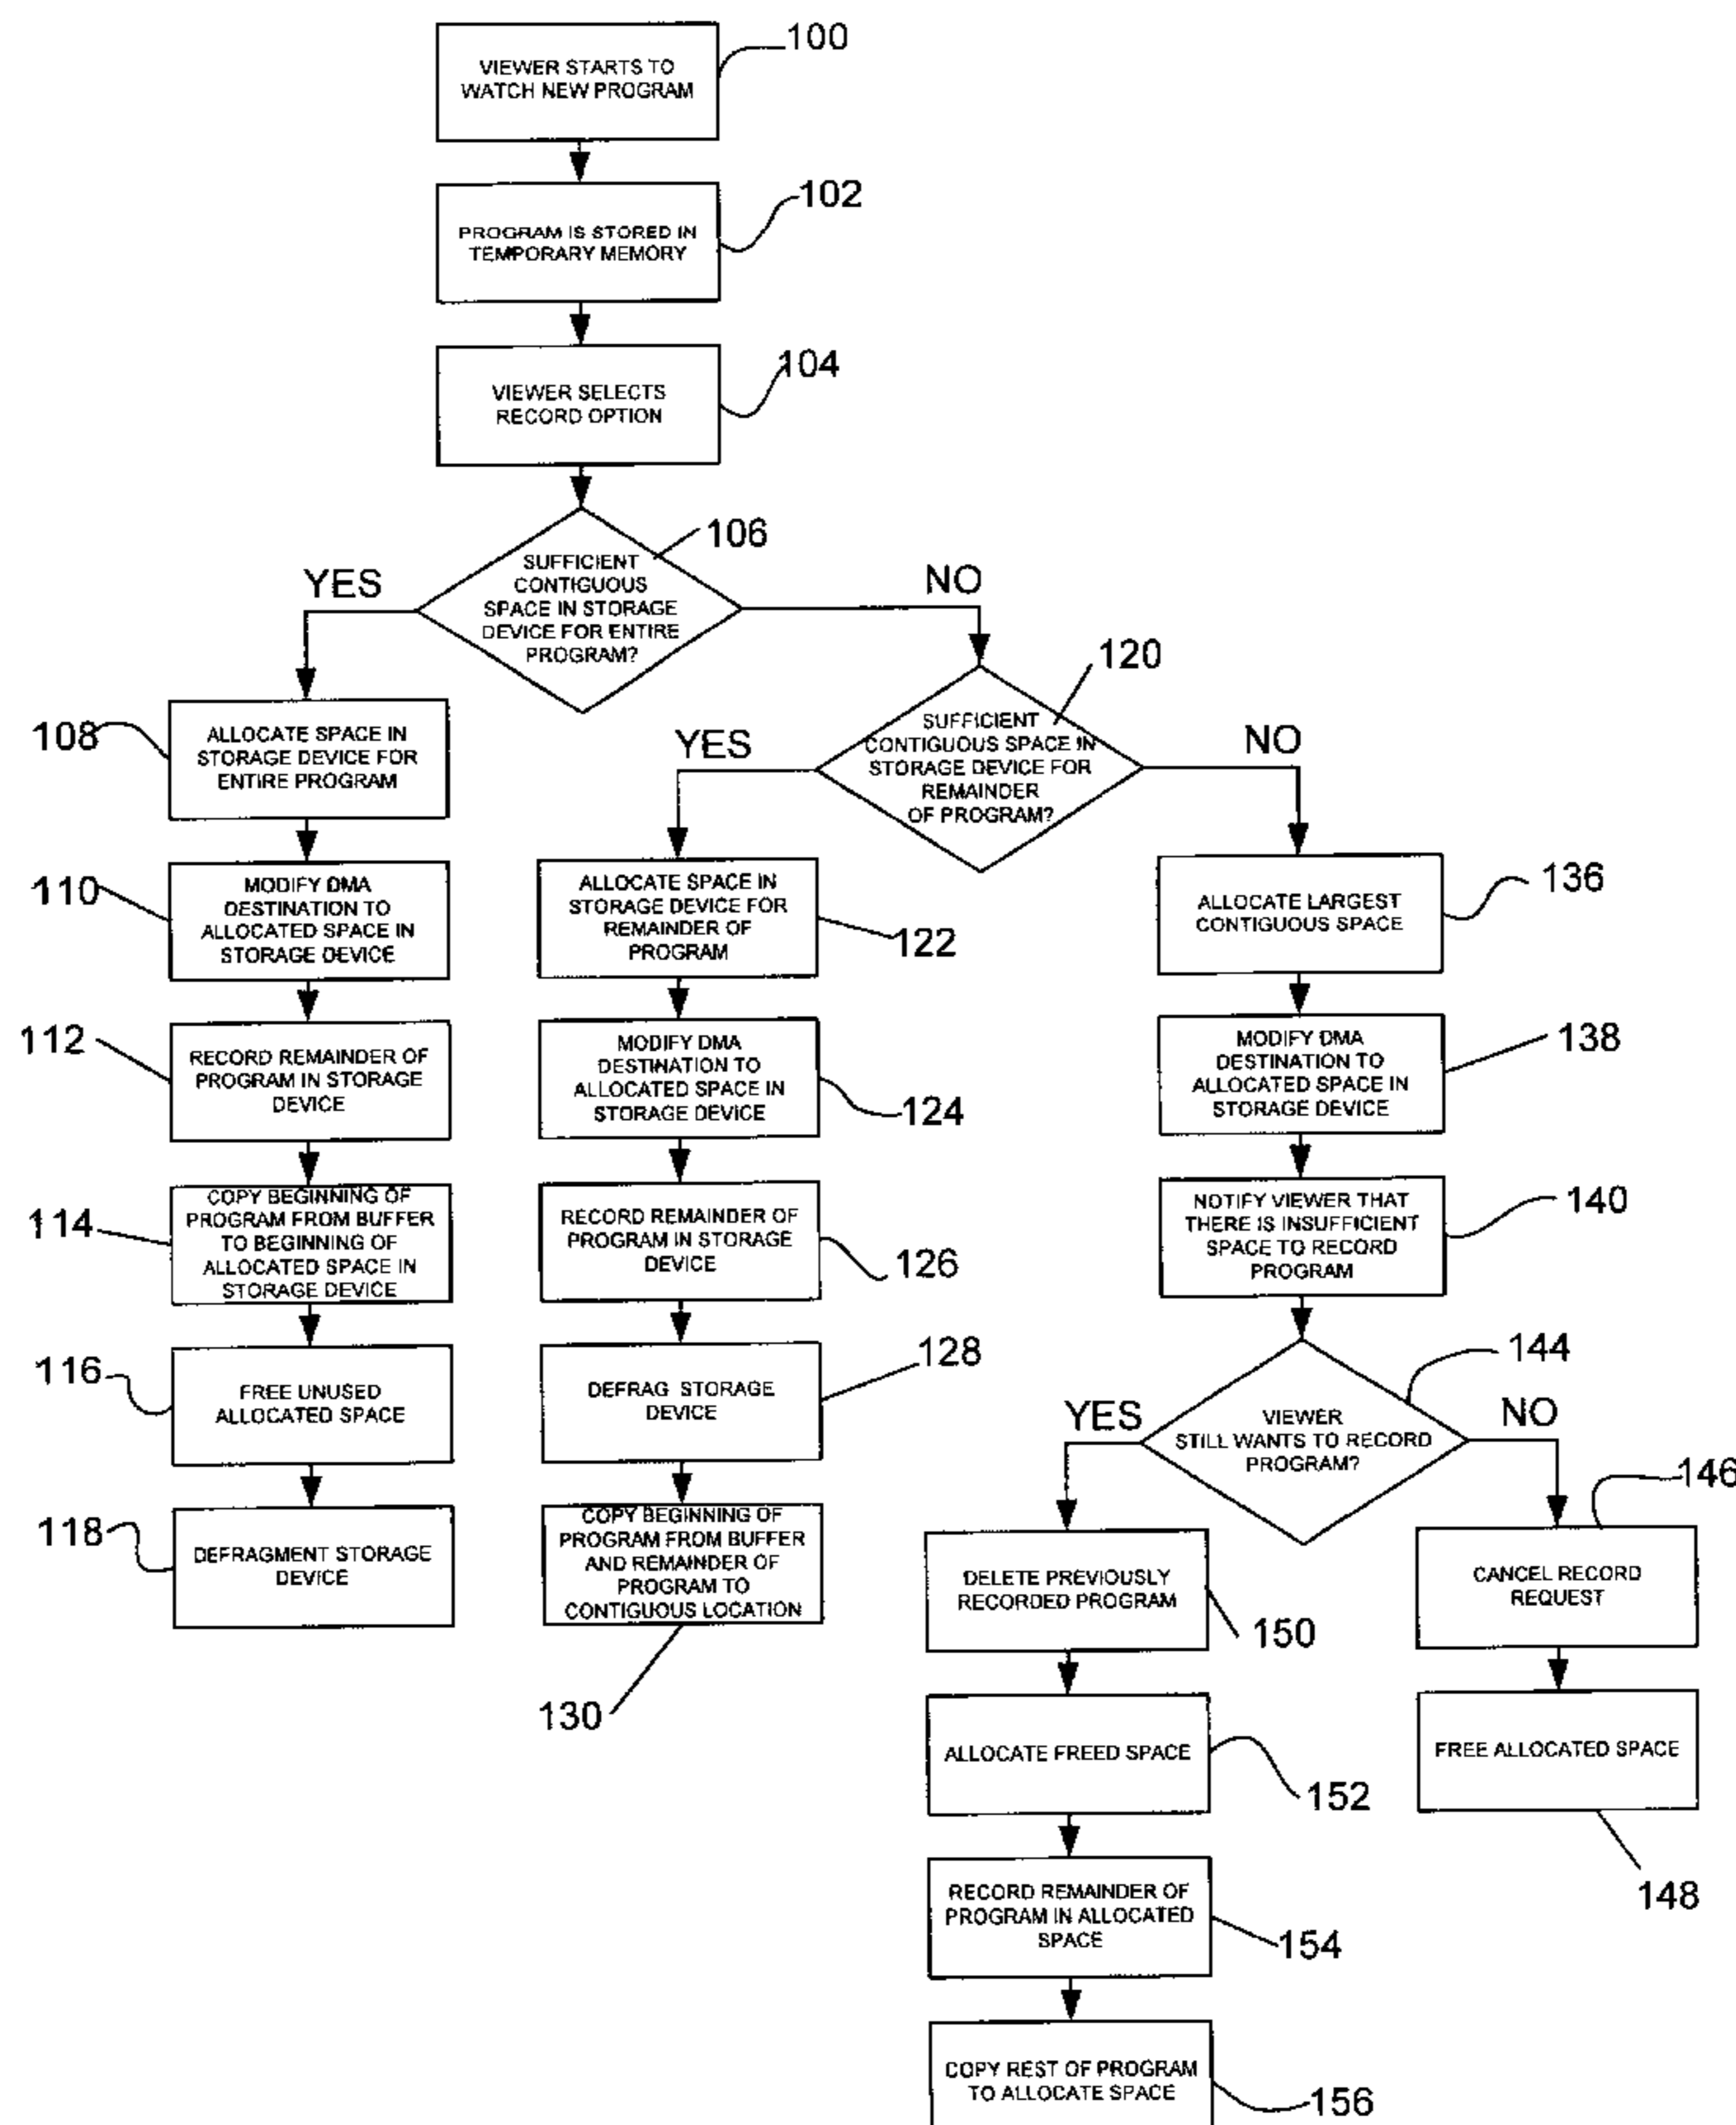 100
VIEWER STARTS TO
WATCH NEW PROGRAM
102
PROGRAM IS STORED IN
TEMPORARY MEMORY
104
VIEWER SELECTS
RECORD OPTION
106
SUFFICIENT
CONTIGUOUS
SPACE IN STORAGE
DEVICE FOR ENTIRE
PROGRAM?
YES
NO
108
ALLOCATE SPACE IN
STORAGE DEVICE FOR
ENTIRE PROGRAM
110
MODIFY DMA
DESTINATION TO
ALLOCATED SPACE IN
STORAGE DEVICE
112
RECORD REMAINDER OF
PROGRAM IN STORAGE
DEVICE
114
COPY BEGINNING OF
PROGRAM FROM BUFFER
TO BEGINNING OF
ALLOCATED SPACE IN
STORAGE DEVICE
116
FREE UNUSED
ALLOCATED SPACE
118
DEFRAGMENT STORAGE
DEVICE
120
SUFFICIENT
CONTIGUOUS SPACE IN
STORAGE DEVICE FOR
REMAINDER
OF PROGRAM?
YES
NO
ALLOCATE SPACE IN
STORAGE DEVICE FOR
REMAINDER OF
PROGRAM
122
MODIFY DMA
DESTINATION TO
ALLOCATED SPACE IN
STORAGE DEVICE
124
RECORD REMAINDER OF
PROGRAM IN STORAGE
DEVICE
126
DEFRAG STORAGE
DEVICE
128
COPY BEGINNING OF
PROGRAM FROM BUFFER
AND REMAINDER OF
PROGRAM TO
CONTIGUOUS LOCATION
130
ALLOCATE LARGEST
CONTIGUOUS SPACE
136
MODIFY DMA
DESTINATION TO
ALLOCATED SPACE IN
STORAGE DEVICE
138
NOTIFY VIEWER THAT
THERE IS INSUFFICIENT
SPACE TO RECORD
PROGRAM
140
144
VIEWER
STILL WANTS TO RECORD
PROGRAM?
YES
NO
DELETE PREVIOUSLY
RECORDED PROGRAM
150
ALLOCATE FREED SPACE
152
RECORD REMAINDER OF
PROGRAM IN ALLOCATED
SPACE
154
COPY REST OF PROGRAM
TO ALLOCATE SPACE
156
146
CANCEL RECORD
REQUEST
FREE ALLOCATED SPACE
148